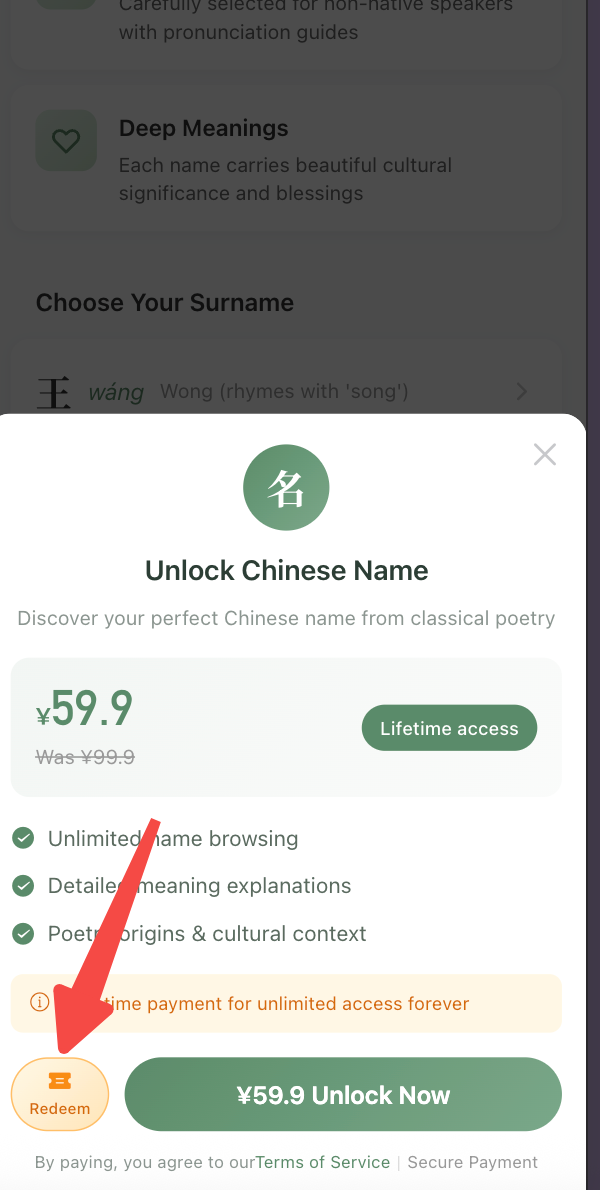 Carefully selected for non-native speakers
with pronunciation guides
Deep Meanings
Each name carries beautiful cultural
significance and blessings
Choose Your Surname
王 wáng Wong (rhymes with 'song')
名
Unlock Chinese Name
Discover your perfect Chinese name from classical poetry
¥59.9
Was ¥99.9
Lifetime access
Unlimited name browsing
Detailed meaning explanations
Poetry origins & cultural context
time payment for unlimited access forever
Redeem
¥59.9 Unlock Now
By paying, you agree to ourTerms of Service | Secure Payment